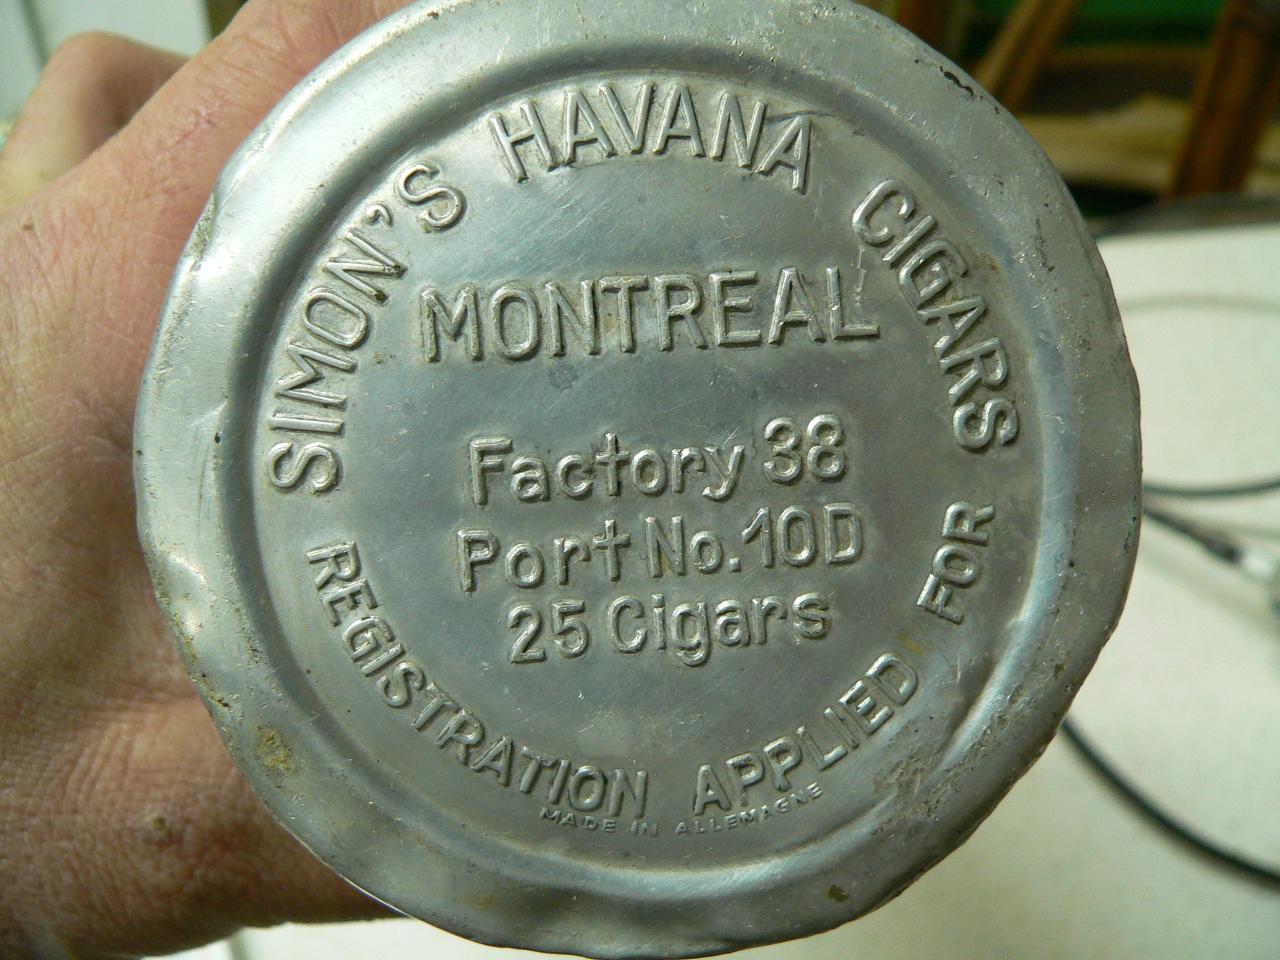 SIMON'S HAVANA CIGARS
MONTREAL
Factory 38
Port No. 10D
25 Cigars
REGISTRATION APPLIED FOR
MADE IN ALLEMAGNE